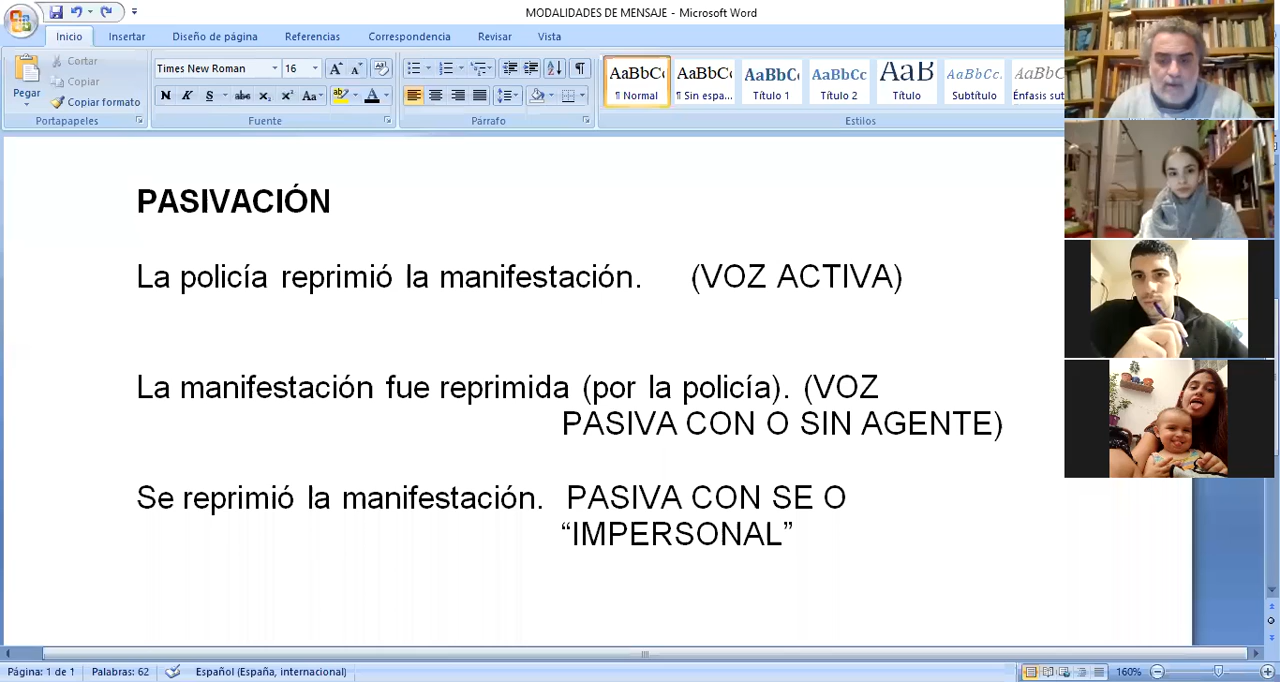 MODALIDADES DE MENSAJE - Microsoft Word
Inicio Insertar Diseño de página Referencias Correspondencia Revisar Vista
Pegar
Cortar
Copiar
Copiar formato
Portapapeles
Times New Roman 16
N K S abc x₂ x² Aa
Fuente
Párrafo
AaBbCc AaBbCc AaBbC AaBbCc AaB AaBbCc. AaBbCc
¶ Normal ¶ Sin espa... Título 1 Título 2 Título Subtítulo Énfasis sut
Estilos
PASIVACIÓN
La policía reprimió la manifestación. (VOZ ACTIVA)
La manifestación fue reprimida (por la policía). (VOZ
PASIVA CON O SIN AGENTE)
Se reprimió la manifestación. PASIVA CON SE O
“IMPERSONAL”
Página: 1 de 1 Palabras: 62 Español (España, internacional) 160%